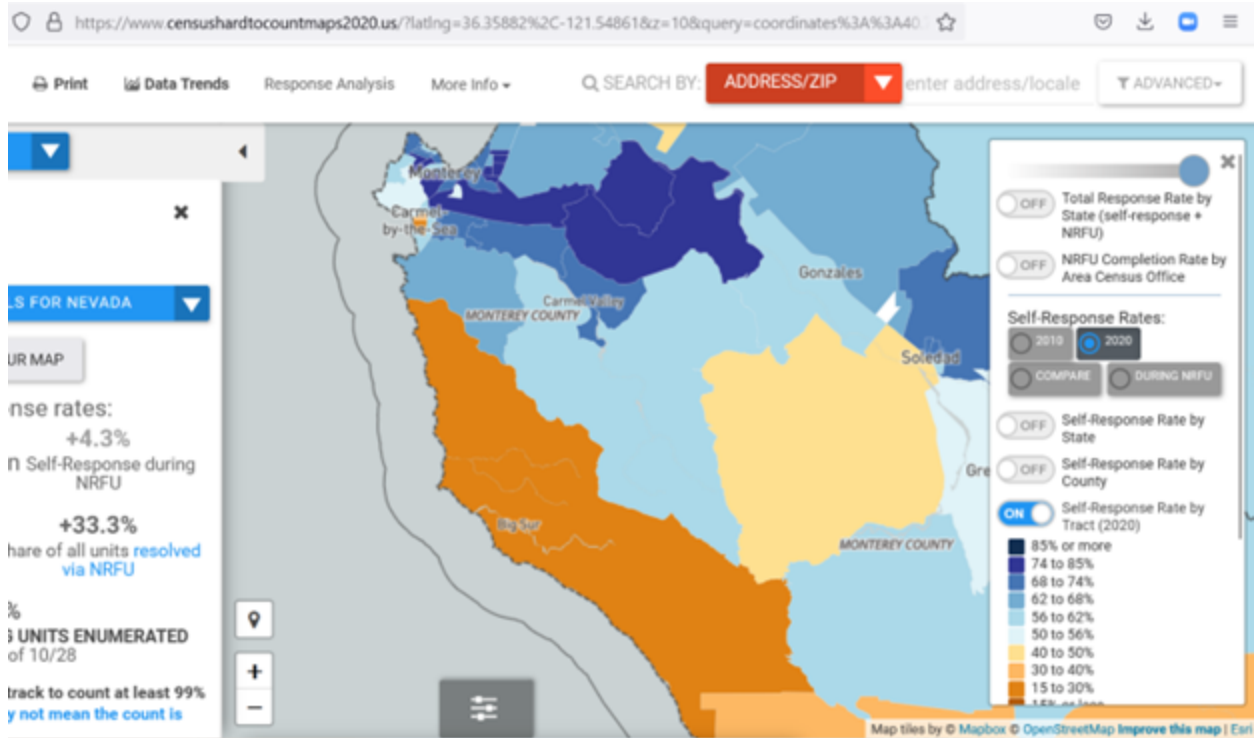 https://www.censushardtocountmaps2020.us/?latlng=36.35882%2C-121.54861&z=10&query=coordinates%3A%3A40.
Print Data Trends Response Analysis More Info SEARCH BY: ADDRESS/ZIP enter address/locale ADVANCED
LS FOR NEVADA
UR MAP
nse rates:
+4.3%
n Self-Response during
NRFU
+33.3%
hare of all units resolved
via NRFU
%
G UNITS ENUMERATED
of 10/28
track to count at least 99%
y not mean the count is
Monterey
Carmel-
by-the-Sea
Gonzales
Carmel Valley
MONTEREY COUNTY
Soledad
Gre
Big Sur
MONTEREY COUNTY
OFF Total Response Rate by
State (self-response +
NRFU)
OFF NRFU Completion Rate by
Area Census Office
Self-Response Rates:
2010 2020
COMPARE DURING NRFU
OFF Self-Response Rate by
State
OFF Self-Response Rate by
County
ON Self-Response Rate by
Tract (2020)
85% or more
74 to 85%
68 to 74%
62 to 68%
56 to 62%
50 to 56%
40 to 50%
30 to 40%
15 to 30%
15% or less
Map tiles by © Mapbox © OpenStreetMap Improve this map | Esri